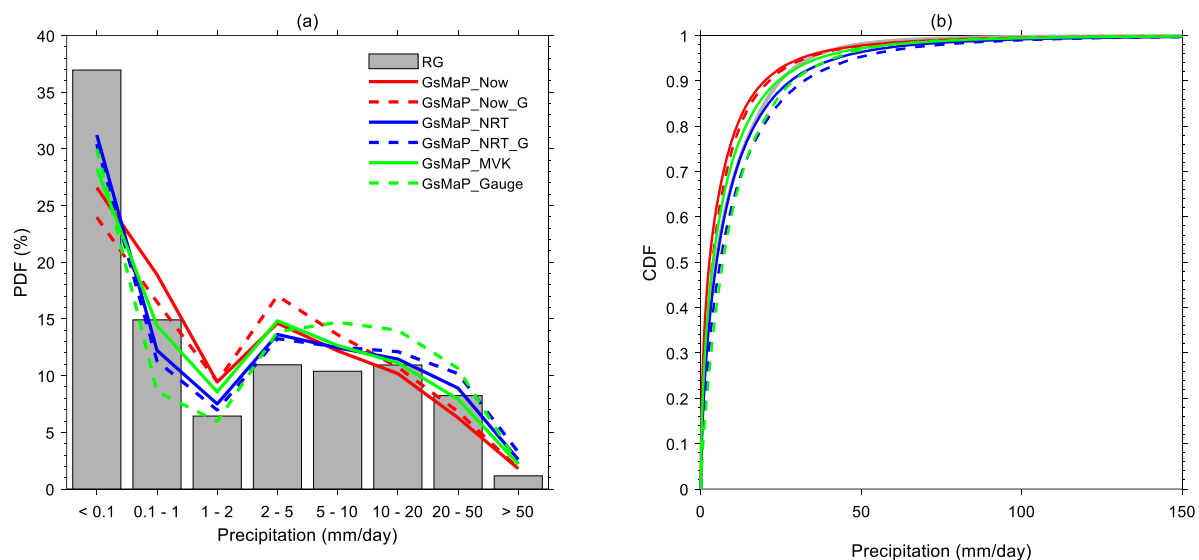 (a)
40
35
30
25
20
15
10
5
0
PDF (%)
RG
GsMaP_Now
GsMaP_Now_G
GsMaP_NRT
GsMaP_NRT_G
GsMaP_MVK
GsMaP_Gauge
< 0.1 0.1 - 1 1 - 2 2 - 5 5 - 10 10 - 20 20 - 50 > 50
Precipitation (mm/day)
(b)
1
0.9
0.8
0.7
0.6
0.5
0.4
0.3
0.2
0.1
0
CDF
0 50 100 150
Precipitation (mm/day)